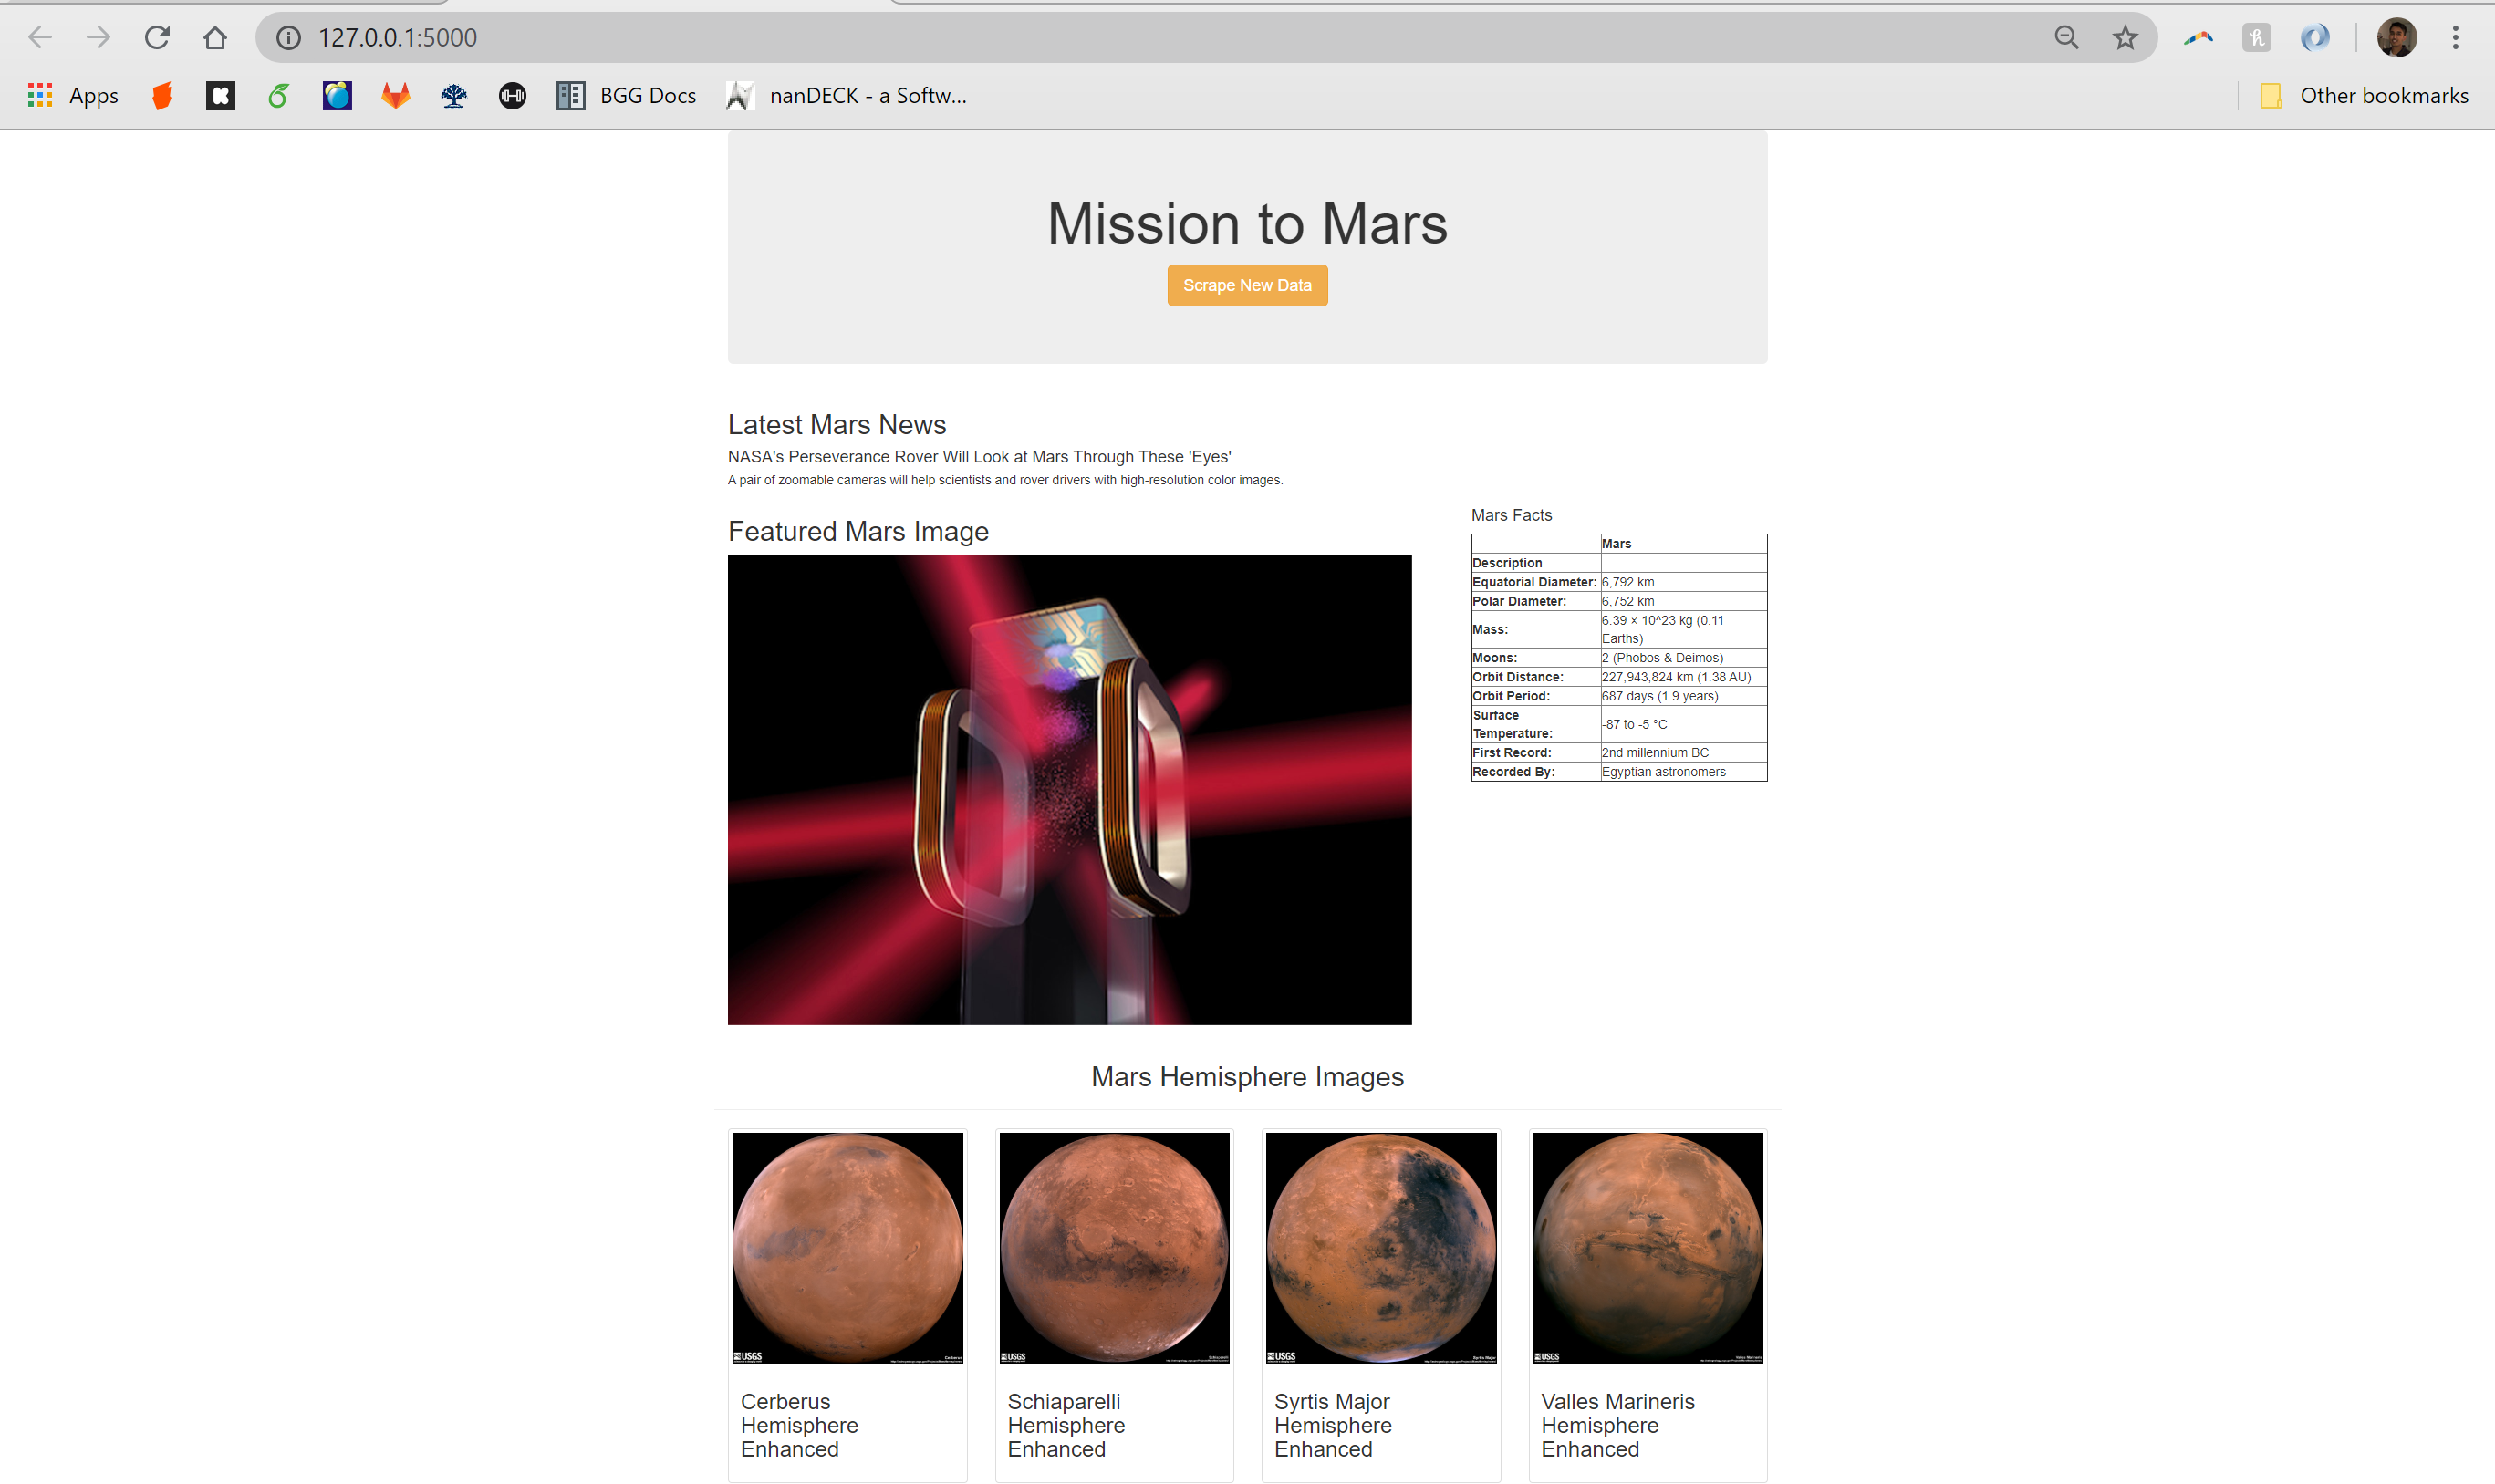 127.0.0.1:5000
Apps
BGG Docs
nanDECK - a Softw...
Other bookmarks
Mission to Mars
Scrape New Data
Latest Mars News
NASA's Perseverance Rover Will Look at Mars Through These 'Eyes'
A pair of zoomable cameras will help scientists and rover drivers with high-resolution color images.
Featured Mars Image
Mars Facts
Mars
Description
Equatorial Diameter: 6,792 km
Polar Diameter: 6,752 km
Mass: 6.39 × 10^23 kg (0.11
Earths)
Moons: 2 (Phobos & Deimos)
Orbit Distance: 227,943,824 km (1.38 AU)
Orbit Period: 687 days (1.9 years)
Surface
Temperature: -87 to -5 °C
First Record: 2nd millennium BC
Recorded By: Egyptian astronomers
Mars Hemisphere Images
USGS
Cerberus
USGS
USGS
Syrtis Major
USGS
Valles Marineris
Cerberus
Hemisphere
Enhanced
Schiaparelli
Hemisphere
Enhanced
Syrtis Major
Hemisphere
Enhanced
Valles Marineris
Hemisphere
Enhanced